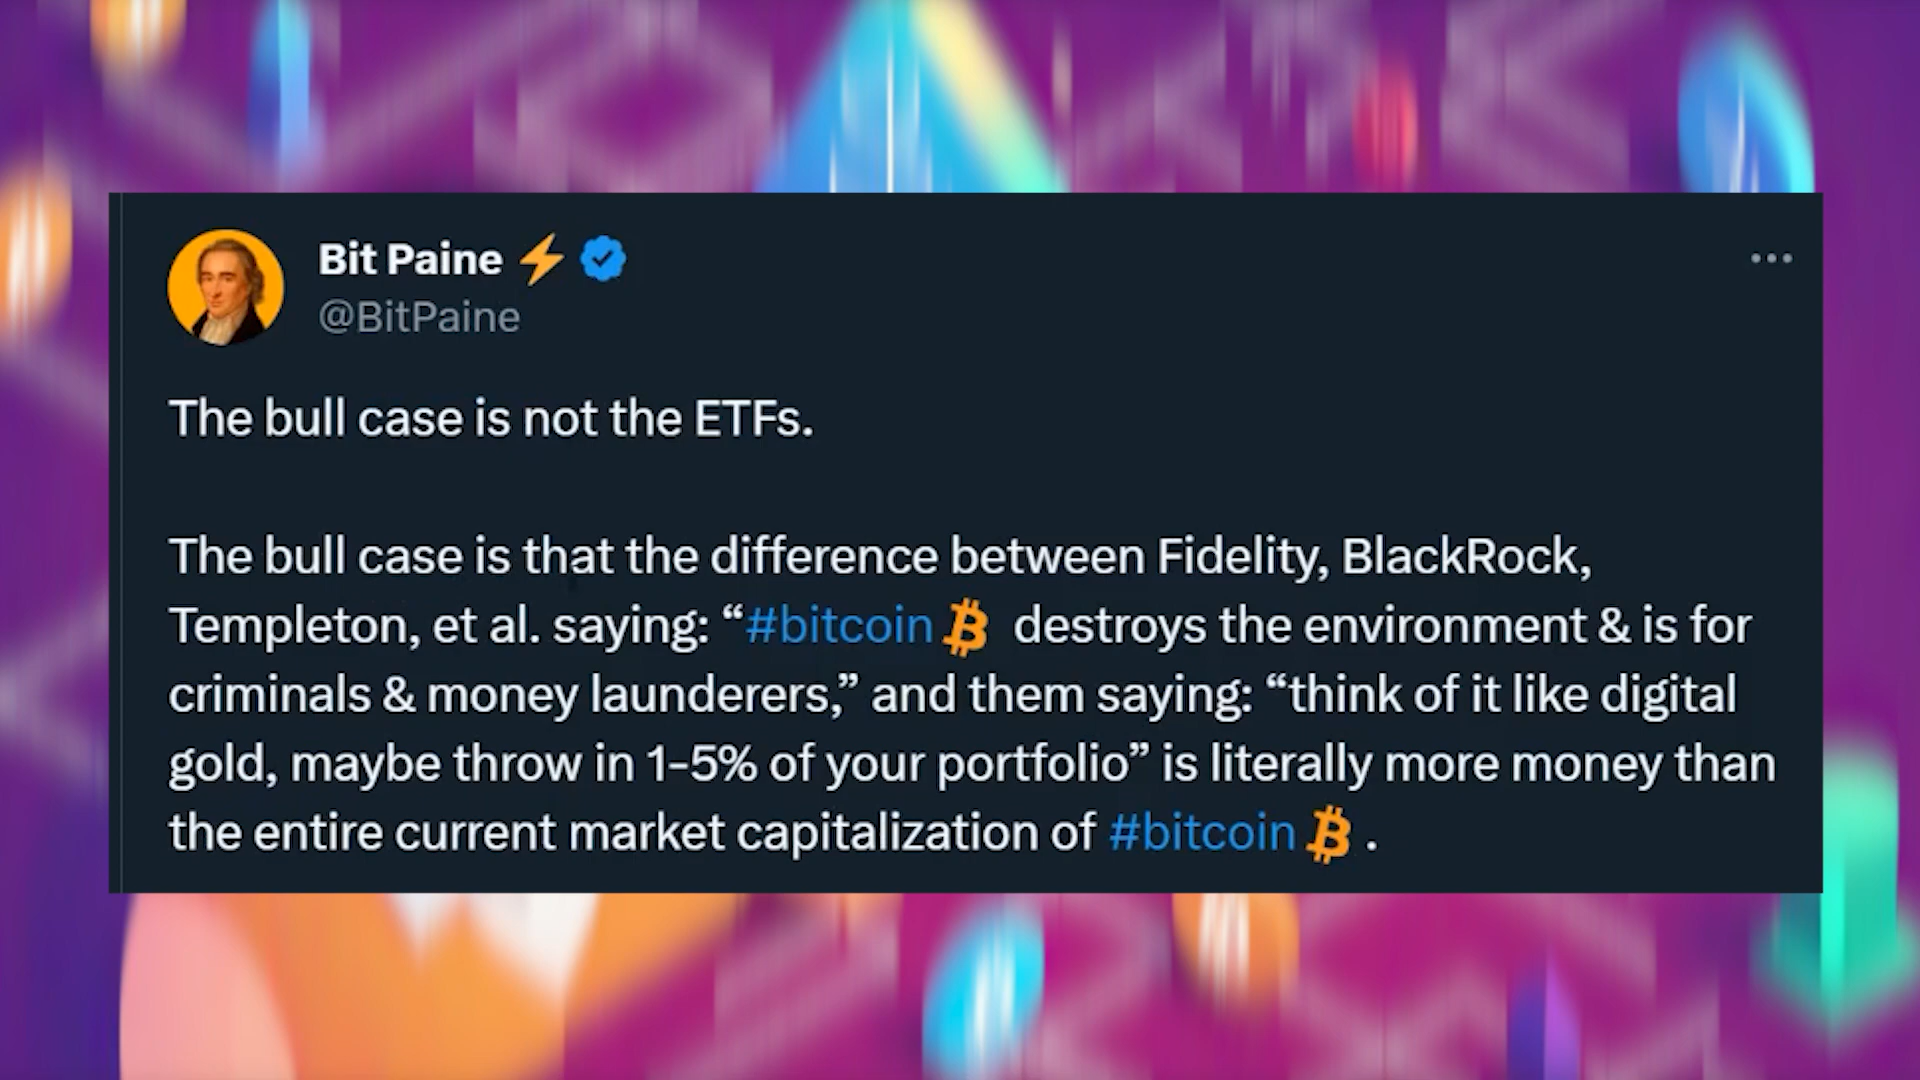 Bit Paine ⚡
@BitPaine
The bull case is not the ETFs.
The bull case is that the difference between Fidelity, BlackRock,
Templeton, et al. saying: “#bitcoin₿ destroys the environment & is for
criminals & money launderers,” and them saying: “think of it like digital
gold, maybe throw in 1-5% of your portfolio” is literally more money than
the entire current market capitalization of #bitcoin₿ .